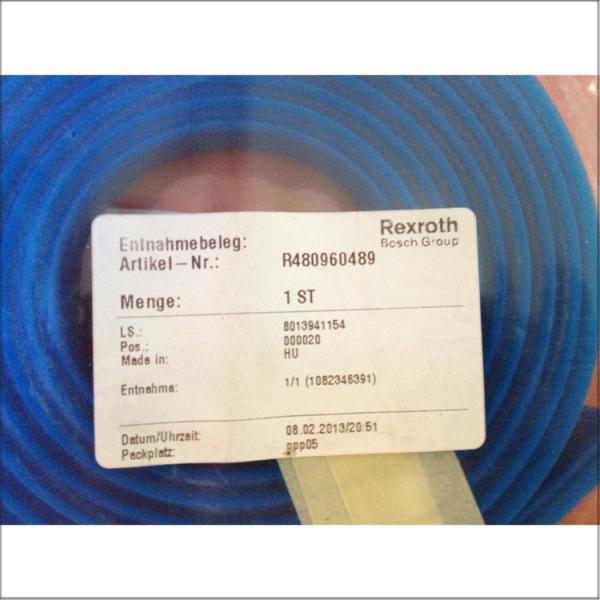 Rexroth
Bosch Group
Entnahmebeleg:
Artikel-Nr.: R480960489
Menge: 1 ST
LS.: 8013941154
Pos.: 000020
Made in: HU
Entnahme: 1/1 (1082346391)
Datum/Uhrzeit: 08.02.2013/20:51
Packplatz: ppp05